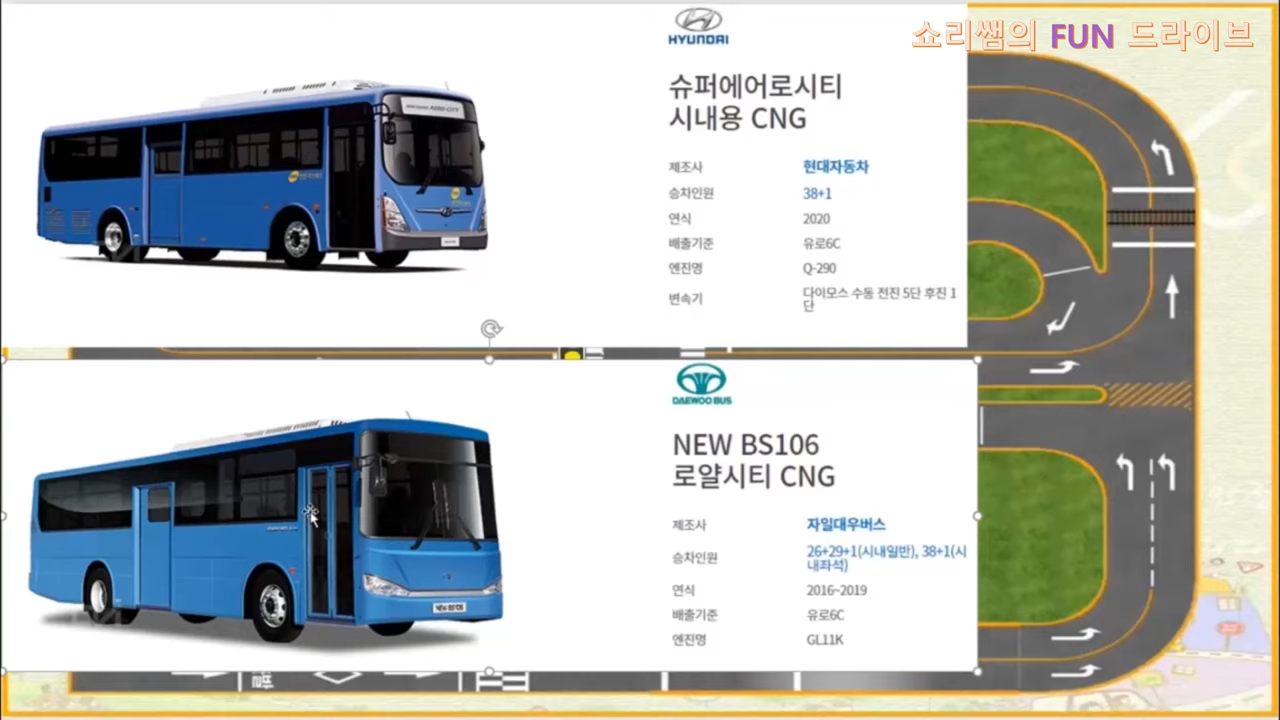 쇼리쌤의 FUN 드라이브
HYUNDAI
슈퍼에어로시티
시내용 CNG
제조사 현대자동차
승차인원 38+1
연식 2020
배출기준 유로6C
엔진명 Q-290
변속기 다이모스 수동 전진 5단 후진 1
단
DAEWOO BUS
NEW BS106
로얄시티 CNG
제조사 자일대우버스
승차인원 26+29+1(시내일반), 38+1(시
내좌석)
연식 2016~2019
배출기준 유로6C
엔진명 GL11K
NEW BS106